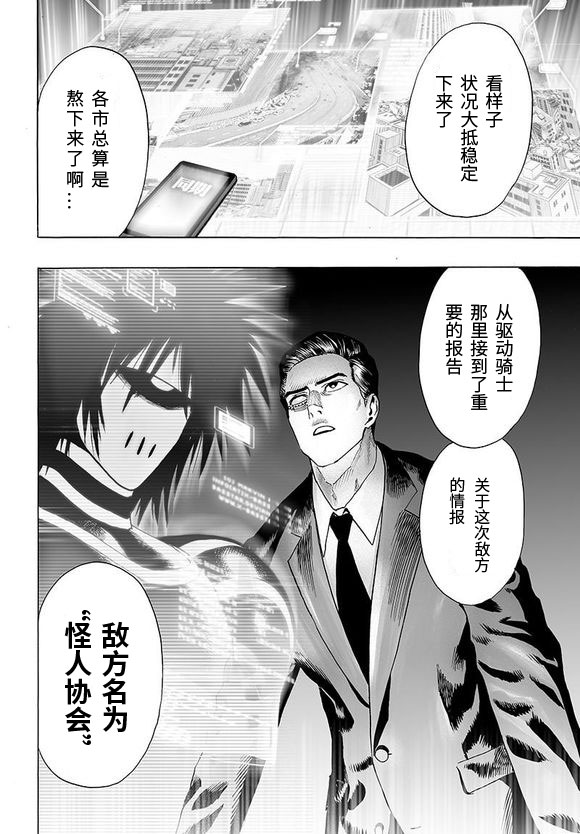 看样子
状况大抵稳定
下来了
各市总算是
熬下来了啊…
同期
从驱动骑士
那里接到了重
要的报告
关于这次敌方
的情报
敌方名为
“怪人协会”